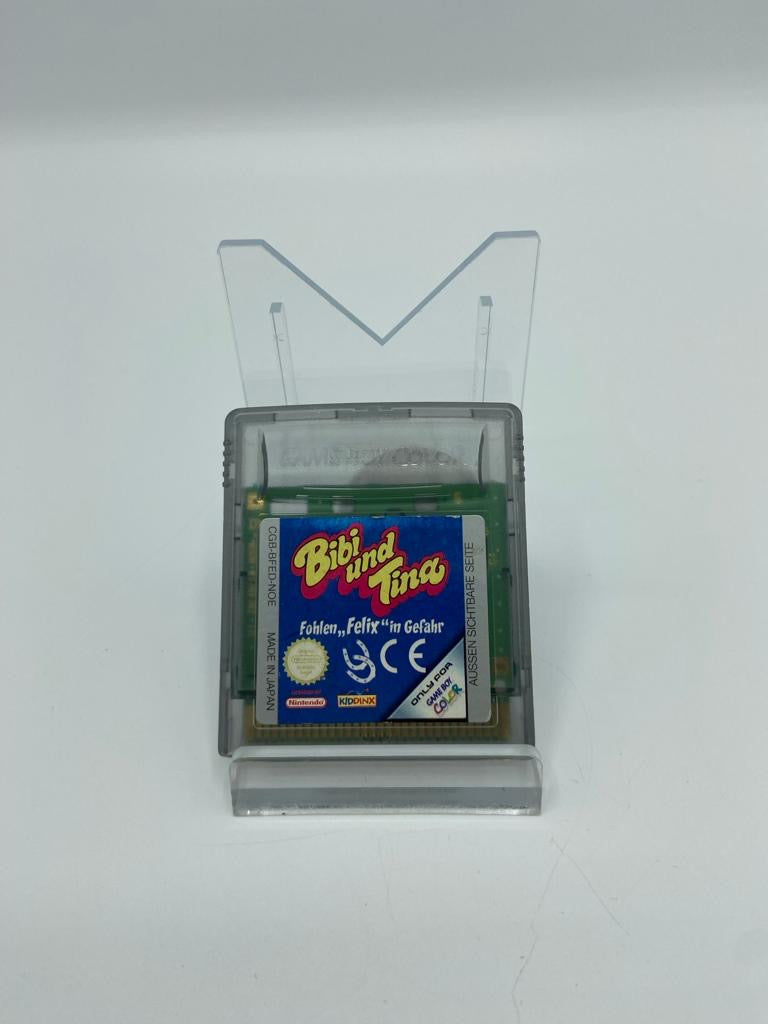 GAME BOY COLOR
CGB-BFED-NOE
MADE IN JAPAN
Bibi
und
Tina
Fohlen „Felix“ in Gefahr
CE
Nintendo
KIDDINX
ONLY FOR
GAME BOY
COLOR
AUSSEN SICHTBARE SEITE